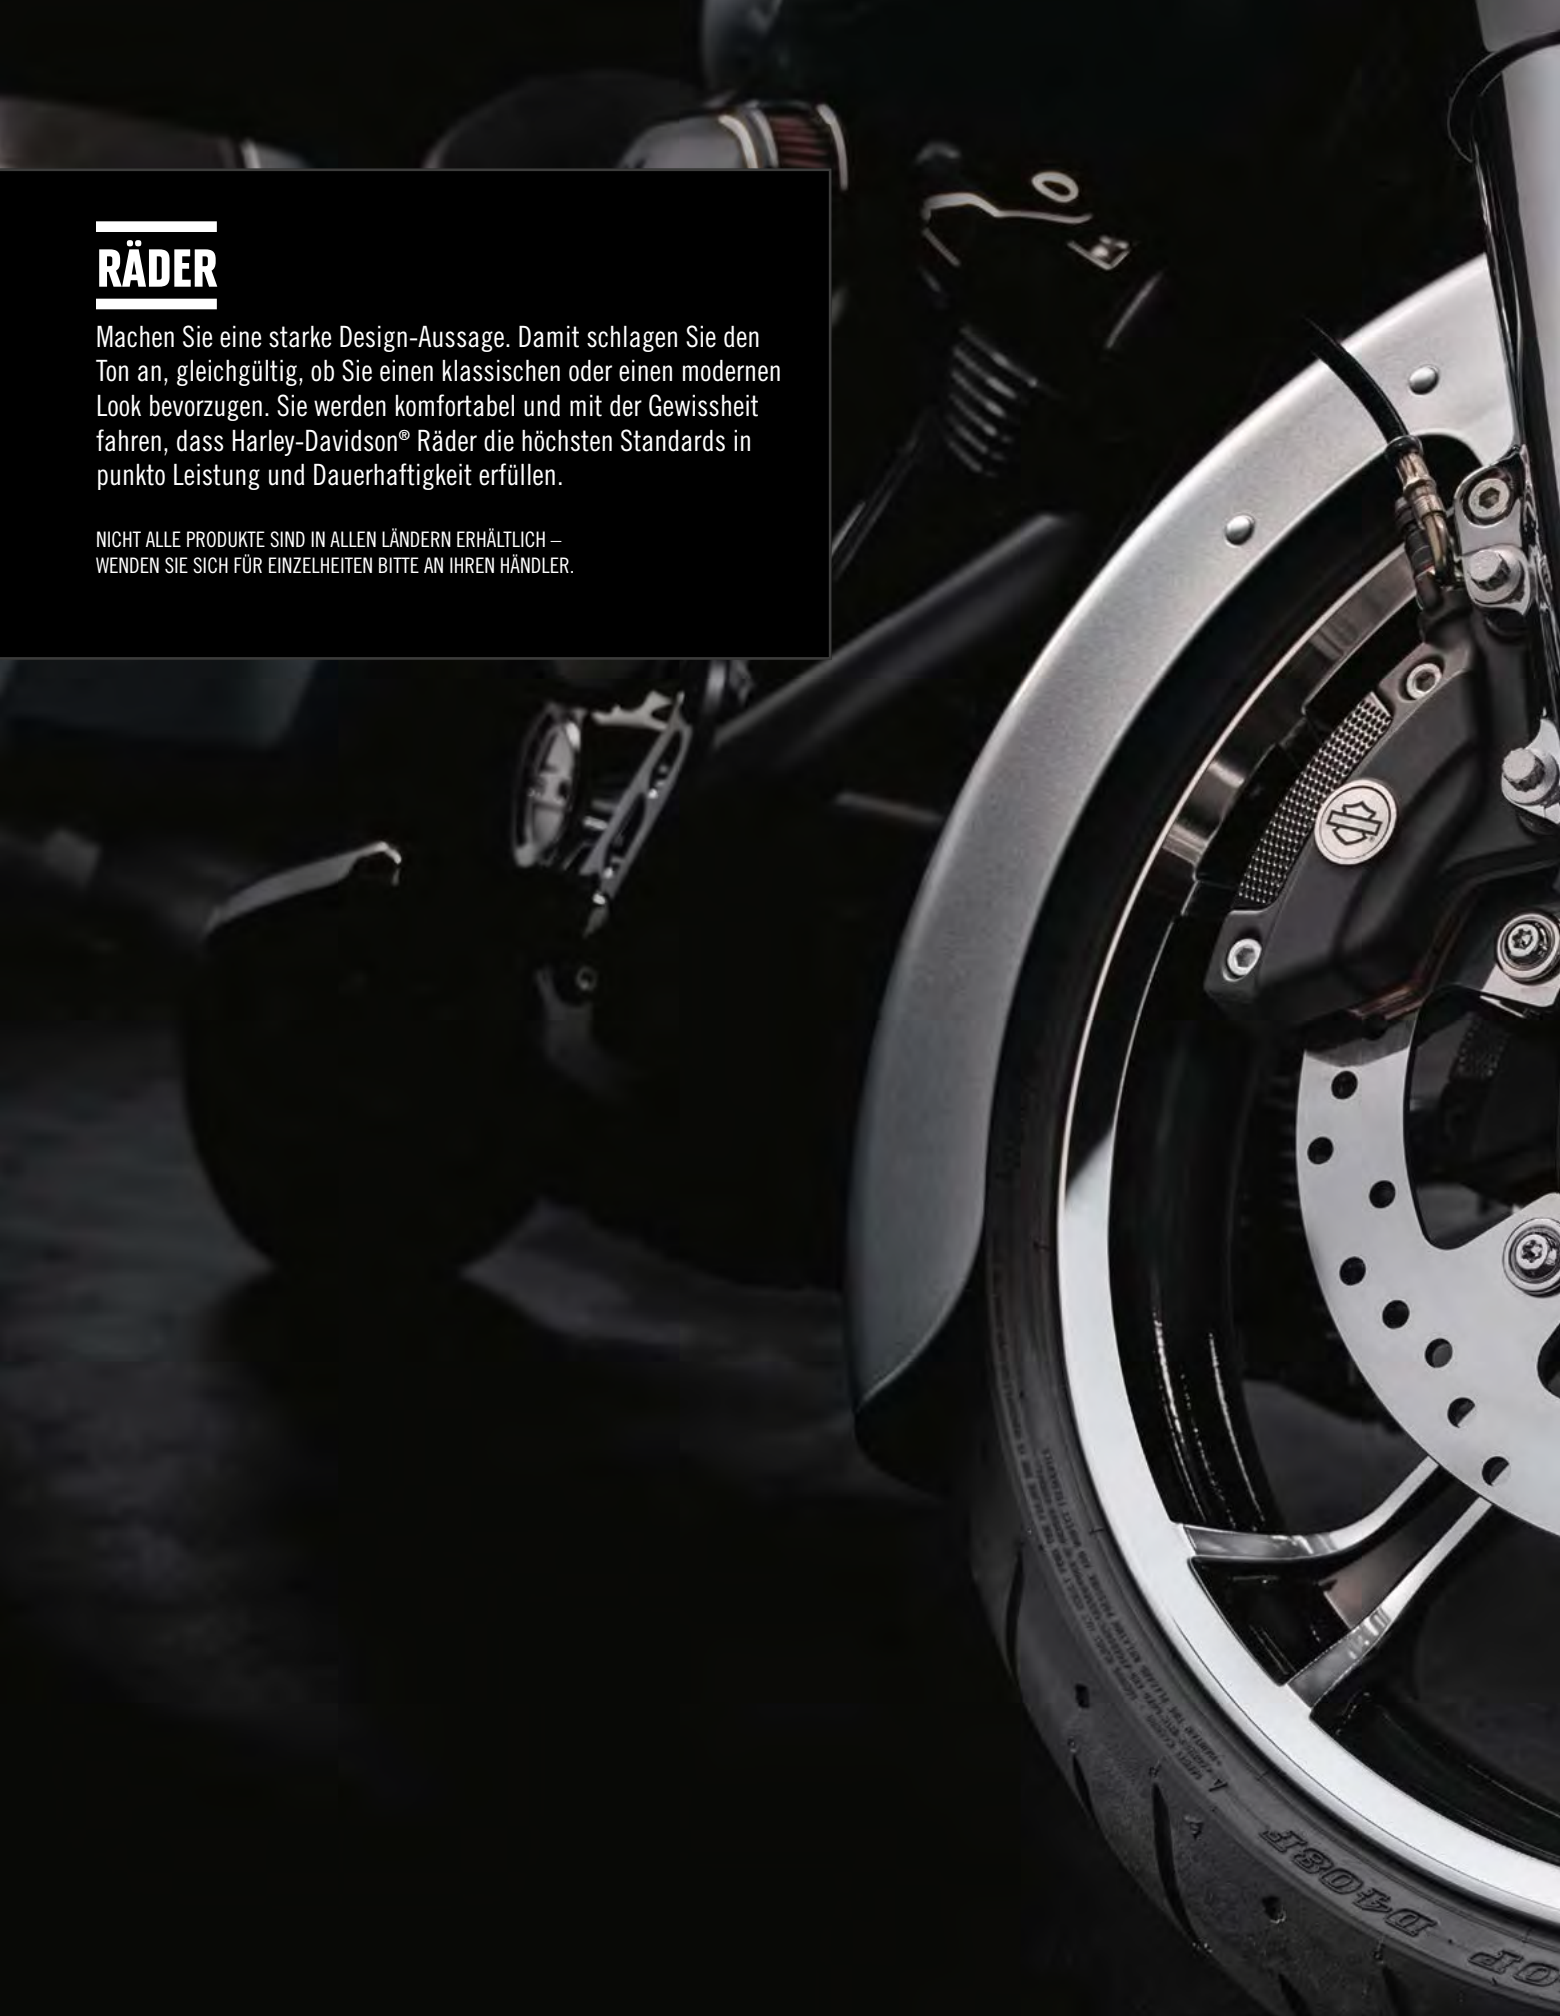 RÄDER
Machen Sie eine starke Design-Aussage. Damit schlagen Sie den
Ton an, gleichgültig, ob Sie einen klassischen oder einen modernen
Look bevorzugen. Sie werden komfortabel und mit der Gewissheit
fahren, dass Harley-Davidson® Räder die höchsten Standards in
punkto Leistung und Dauerhaftigkeit erfüllen.
NICHT ALLE PRODUKTE SIND IN ALLEN LÄNDERN ERHÄLTLICH –
WENDEN SIE SICH FÜR EINZELHEITEN BITTE AN IHREN HÄNDLER.
D408F